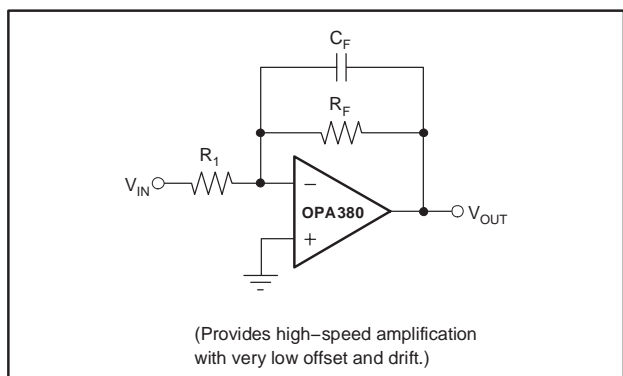 C_F
R_F
R_1
V_IN
−
OPA380
+
V_OUT
(Provides high−speed amplification
with very low offset and drift.)